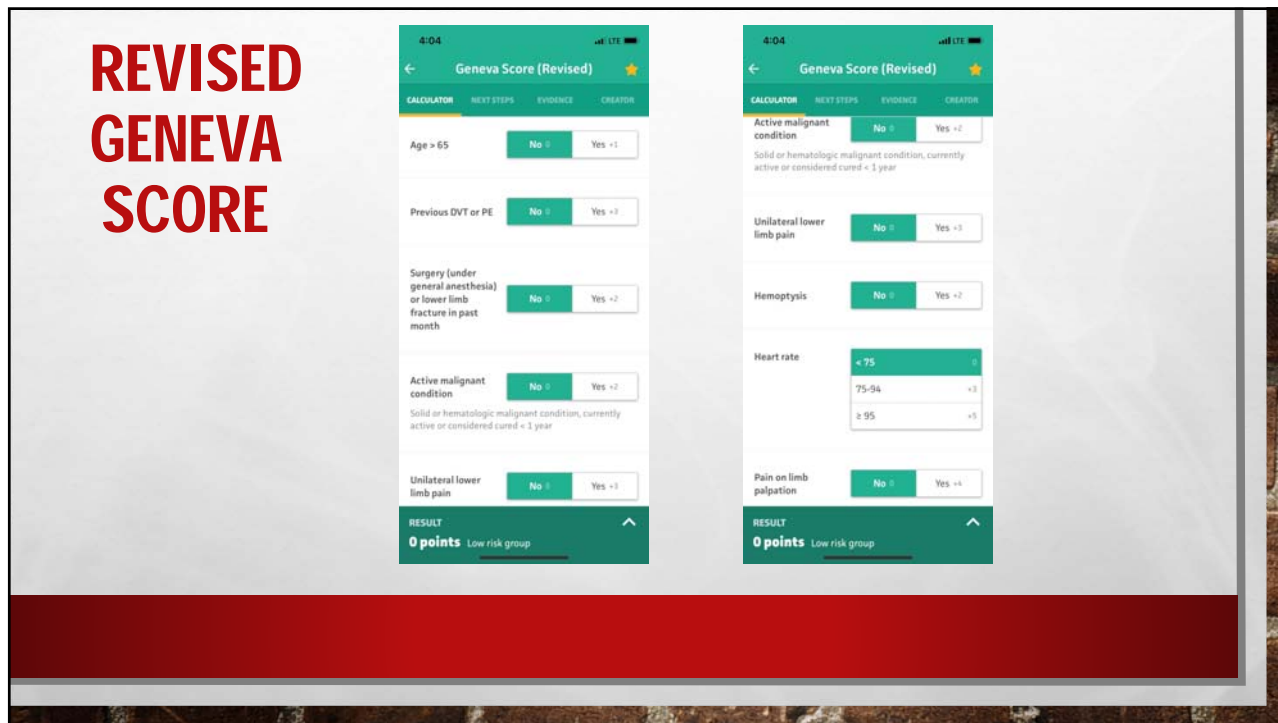 REVISED
GENEVA
SCORE
4:04
LTE
Geneva Score (Revised)
CALCULATOR NEXT STEPS EVIDENCE CREATOR
Age > 65 No 0 Yes +1
Previous DVT or PE No 0 Yes +3
Surgery (under
general anesthesia)
or lower limb No 0 Yes +2
fracture in past
month
Active malignant
condition No 0 Yes +2
Solid or hematologic malignant condition, currently
active or considered cured < 1 year
Unilateral lower
limb pain No 0 Yes +3
RESULT
0 points Low risk group
4:04
LTE
Geneva Score (Revised)
CALCULATOR NEXT STEPS EVIDENCE CREATOR
Active malignant
condition No 0 Yes +2
Solid or hematologic malignant condition, currently
active or considered cured < 1 year
Unilateral lower
limb pain No 0 Yes +3
Hemoptysis No 0 Yes +2
Heart rate < 75 0
75-94 +3
≥ 95 +5
Pain on limb
palpation No 0 Yes +4
RESULT
0 points Low risk group